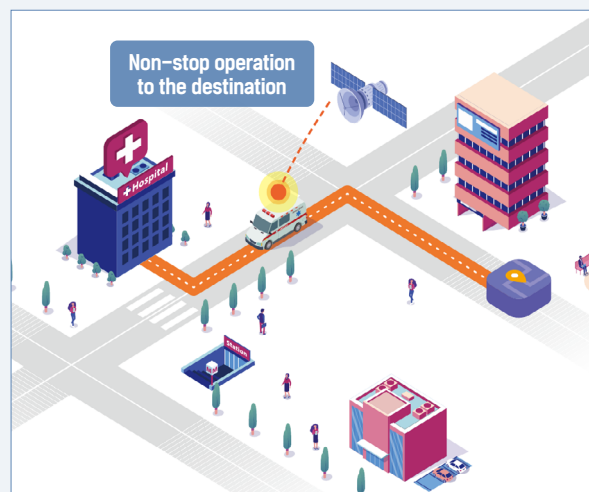 Non-stop operation
to the destination
Hospital
Station